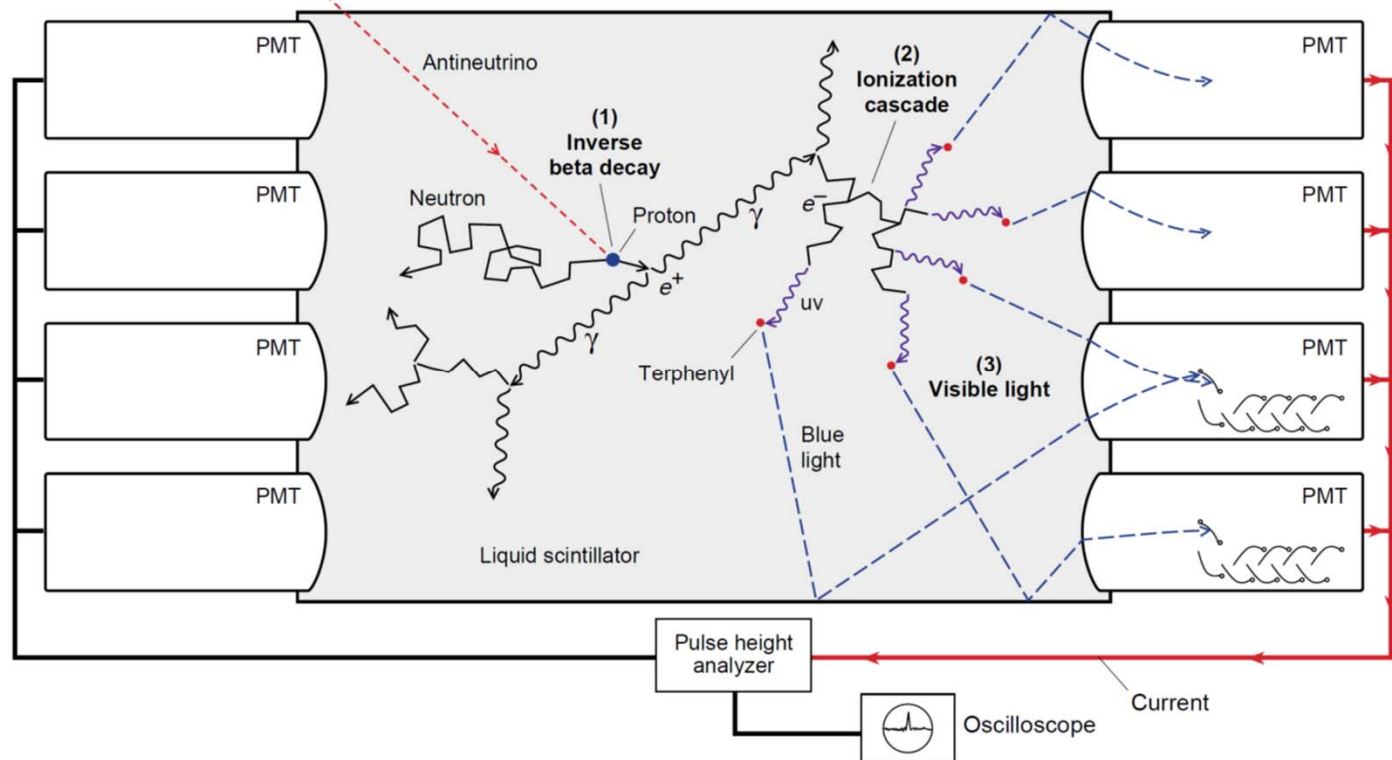 PMT
PMT
Antineutrino
(2)
Ionization
cascade
(1)
Inverse
beta decay
PMT
PMT
Neutron
Proton
γ
e⁻
e⁺
uv
γ
PMT
PMT
Terphenyl
(3)
Visible light
Blue
light
PMT
PMT
Liquid scintillator
Pulse height
analyzer
Current
Oscilloscope